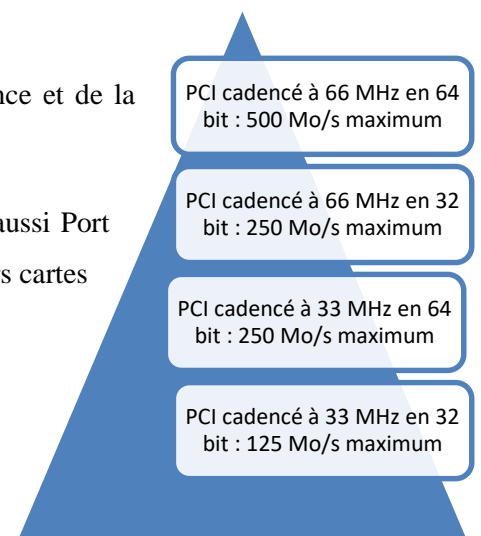 PCI cadencé à 66 MHz en 64
bit : 500 Mo/s maximum
et de la
PCI cadencé à 66 MHz en 32
bit : 250 Mo/s maximum
aussi Port
cartes
PCI cadencé à 33 MHz en 64
bit : 250 Mo/s maximum
PCI cadencé à 33 MHz en 32
bit : 125 Mo/s maximum